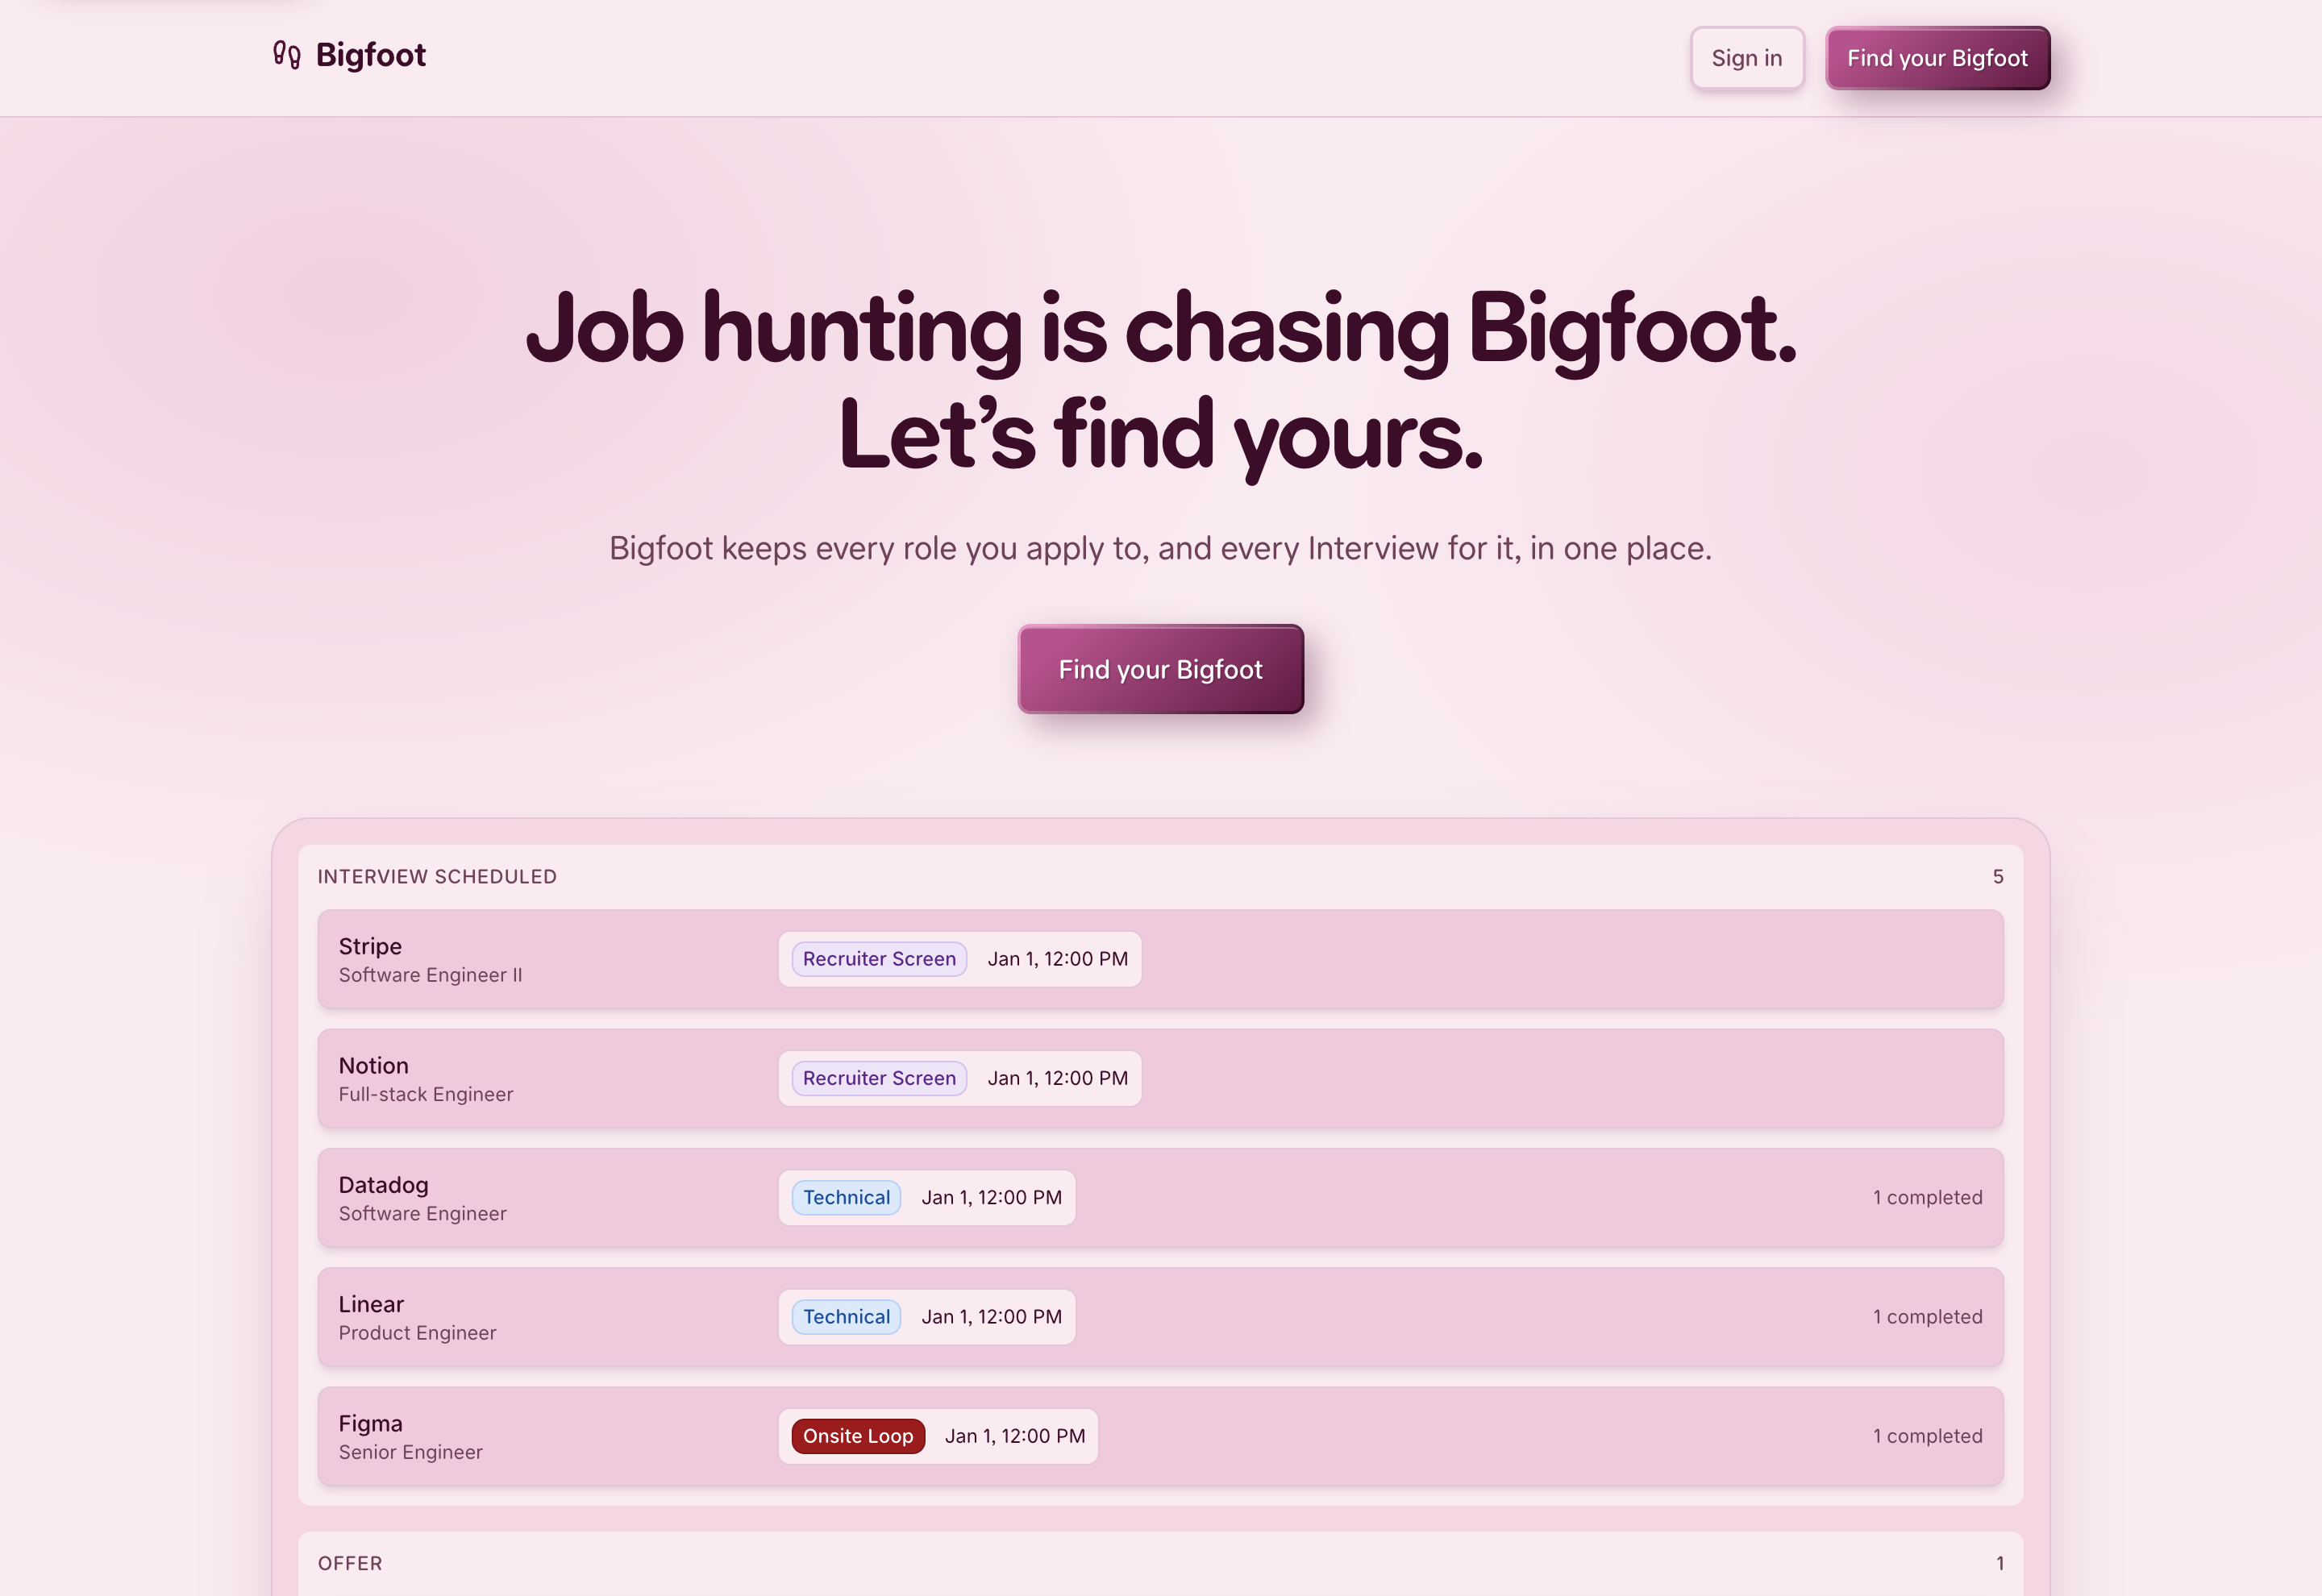 Bigfoot
Sign in
Find your Bigfoot
Job hunting is chasing Bigfoot.
Let’s find yours.
Bigfoot keeps every role you apply to, and every Interview for it, in one place.
Find your Bigfoot
INTERVIEW SCHEDULED
5
Stripe
Software Engineer II
Recruiter Screen
Jan 1, 12:00 PM
Notion
Full-stack Engineer
Recruiter Screen
Jan 1, 12:00 PM
Datadog
Software Engineer
Technical
Jan 1, 12:00 PM
1 completed
Linear
Product Engineer
Technical
Jan 1, 12:00 PM
1 completed
Figma
Senior Engineer
Onsite Loop
Jan 1, 12:00 PM
1 completed
OFFER
1